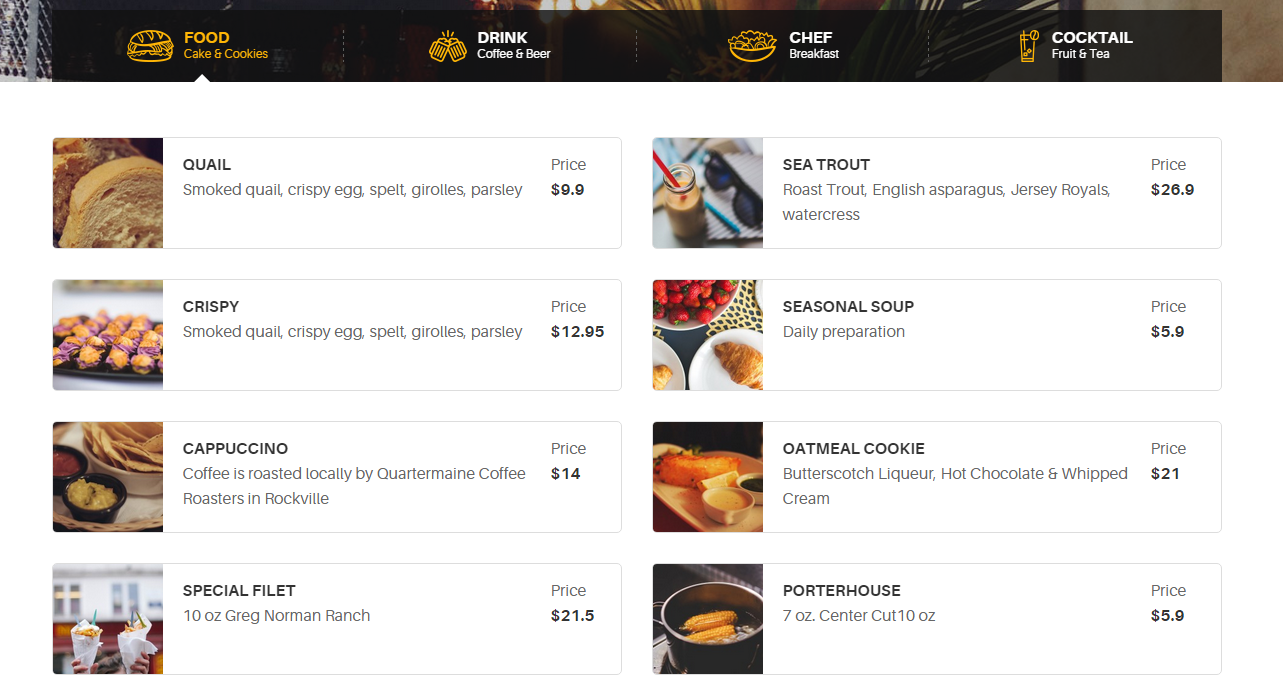 FOOD
Cake & Cookies
DRINK
Coffee & Beer
CHEF
Breakfast
COCKTAIL
Fruit & Tea
QUAIL
Smoked quail, crispy egg, spelt, girolles, parsley
Price
$9.9
SEA TROUT
Roast Trout, English asparagus, Jersey Royals,
watercress
Price
$26.9
CRISPY
Smoked quail, crispy egg, spelt, girolles, parsley
Price
$12.95
SEASONAL SOUP
Daily preparation
Price
$5.9
CAPPUCCINO
Coffee is roasted locally by Quartermaine Coffee
Roasters in Rockville
Price
$14
OATMEAL COOKIE
Butterscotch Liqueur, Hot Chocolate & Whipped
Cream
Price
$21
SPECIAL FILET
10 oz Greg Norman Ranch
Price
$21.5
PORTERHOUSE
7 oz. Center Cut10 oz
Price
$5.9